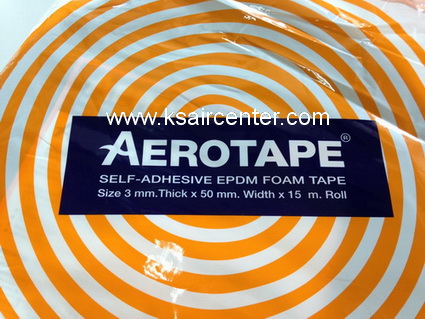 www.ksaircenter.com
AEROTAPE®
SELF-ADHESIVE EPDM FOAM TAPE
Size 3 mm.Thick x 50 mm. Width x 15 m. Roll